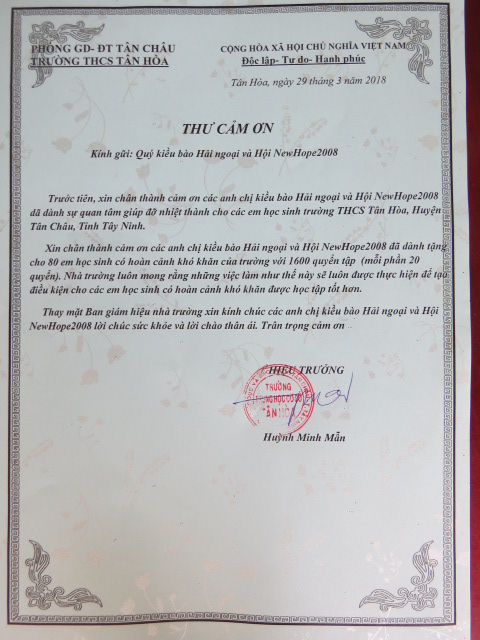 PHÒNG GD- ĐT TÂN CHÂU
TRƯỜNG THCS TÂN HÒA
CỘNG HÒA XÃ HỘI CHỦ NGHĨA VIỆT NAM
Độc lập- Tự do- Hạnh phúc
Tân Hòa, ngày 29 tháng 3 năm 2018
THƯ CẢM ƠN
Kính gửi: Quý kiều bào Hải ngoại và Hội NewHope2008
Trước tiên, xin chân thành cảm ơn các anh chị kiều bào Hải ngoại và Hội NewHope2008
đã dành sự quan tâm giúp đỡ nhiệt thành cho các em học sinh trường THCS Tân Hòa, Huyện
Tân Châu, Tỉnh Tây Ninh.
Xin chân thành cảm ơn các anh chị kiều bào Hải ngoại và Hội NewHope2008 đã dành tặng
cho 80 em học sinh có hoàn cảnh khó khăn của trường với 1600 quyển tập (mỗi phần 20
quyển). Nhà trường luôn mong rằng những việc làm như thế này sẽ luôn được thực hiện để tạo
điều kiện cho các em học sinh có hoàn cảnh khó khăn được học tập tốt hơn.
Thay mặt Ban giám hiệu nhà trường xin kính chúc các anh chị kiều bào Hải ngoại và Hội
NewHope2008 lời chúc sức khỏe và lời chào thân ái. Trân trọng cảm ơn
HIỆU TRƯỞNG
TRƯỜNG
TRUNG HỌC CƠ SỞ
TÂN HÒA
Huỳnh Minh Mẫn